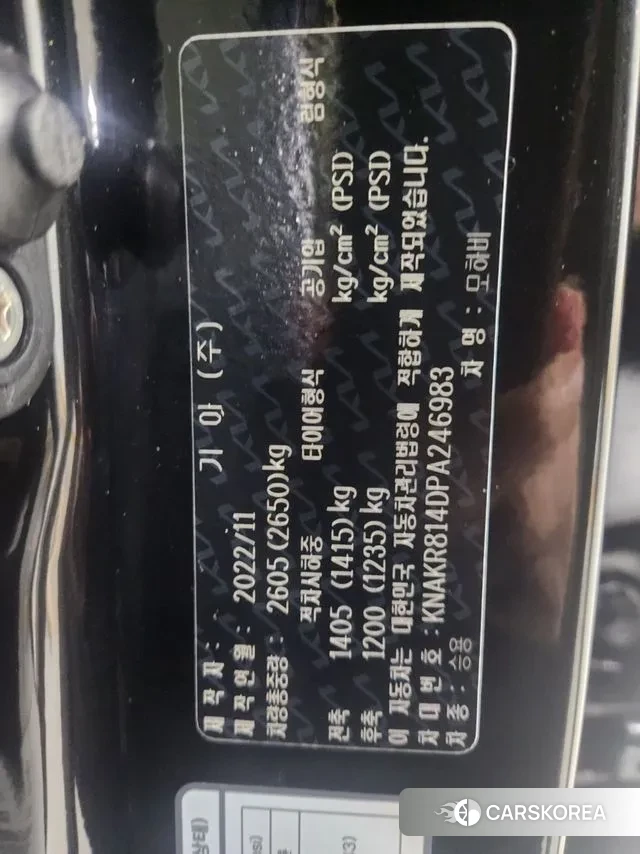 제 작 자 : 기 아 (주)
제 작 연 월 : 2022/11
차량총중량 : 2605(2650)kg
적차시하중 타이어형식 공기압 림형식
전축 1405 (1415)kg kg/cm² (PSI)
후축 1200 (1235)kg kg/cm² (PSI)
이 자동차는 대한민국 자동차관리법령에 적합하게 제작되었습니다.
차 대 번 호 : KNAKR814DPA246983
차 종 : 승용 차 명 : 모하비
CARSKOREA